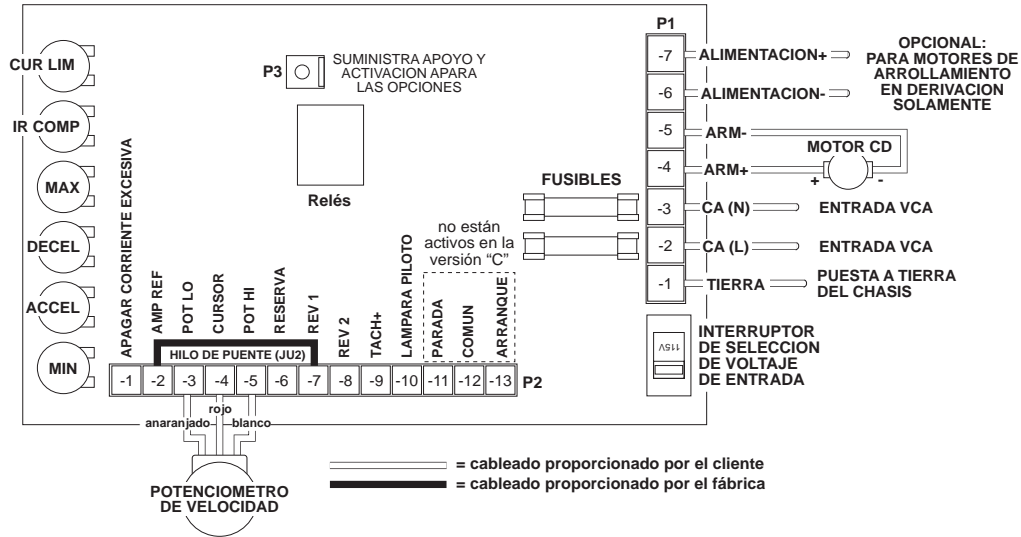 CUR LIM
IR COMP
MAX
DECEL
ACCEL
MIN
P3
SUMINISTRA APOYO Y
ACTIVACION APARA
LAS OPCIONES
Relés
FUSIBLES
no están
activos en la
versión “C”
APAGAR CORRIENTE EXCESIVA
AMP REF
POT LO
CURSOR
POT HI
RESERVA
REV 1
REV 2
TACH+
LAMPARA PILOTO
PARADA
COMUN
ARRANQUE
HILO DE PUENTE (JU2)
-1 -2 -3 -4 -5 -6 -7 -8 -9 -10 -11 -12 -13 P2
rojo
anaranjado blanco
POTENCIOMETRO
DE VELOCIDAD
P1
-7 ALIMENTACION+
-6 ALIMENTACION-
OPCIONAL:
PARA MOTORES DE
ARROLLAMIENTO
EN DERIVACION
SOLAMENTE
-5 ARM-
MOTOR CD
-4 ARM+
+ -
-3 CA (N) ENTRADA VCA
-2 CA (L) ENTRADA VCA
-1 TIERRA PUESTA A TIERRA
DEL CHASIS
115V
INTERRUPTOR
DE SELECCION
DE VOLTAJE
DE ENTRADA
= cableado proporcionado por el cliente
= cableado proporcionado por el fábrica